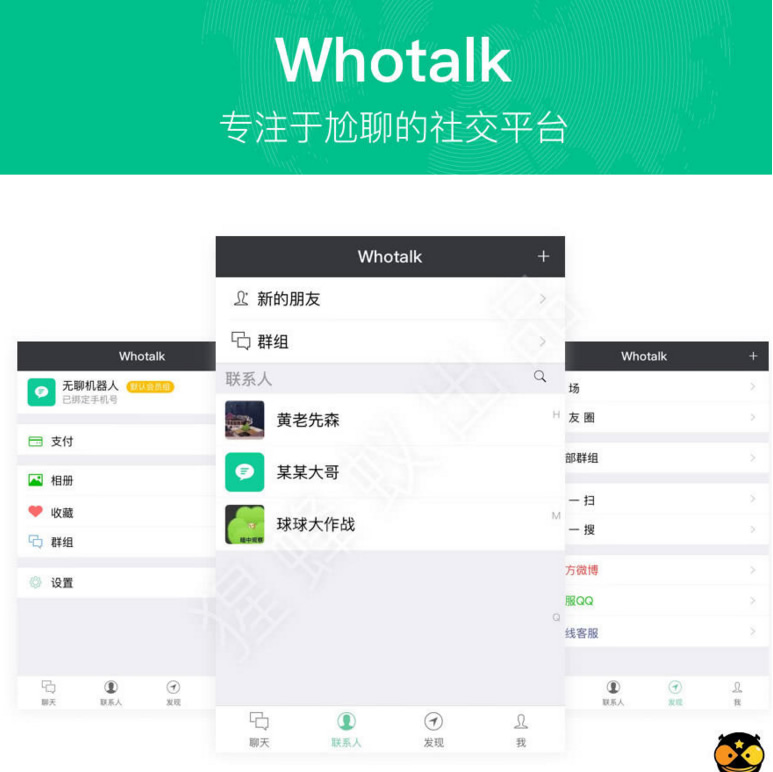 Whotalk
专注于尬聊的社交平台
Whotalk
无聊机器人 默认会员组
已绑定手机号
支付
相册
收藏
群组
设置
聊天 联系人 发现
Whotalk +
新的朋友
群组
联系人
H
黄老先森
某某大哥
M
球球大作战
Q
聊天 联系人 发现 我
Whotalk +
场
友圈
部群组
一扫
一搜
方微博
服QQ
线客服
联系人 发现 我